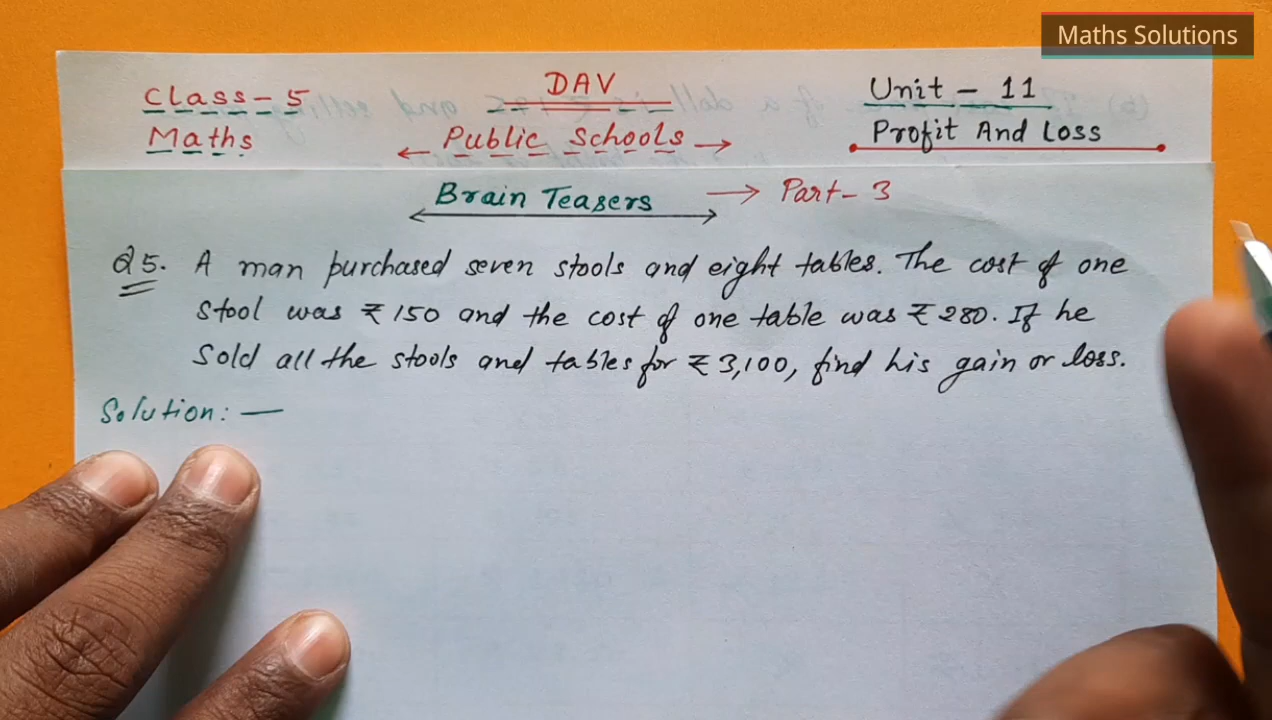 Maths Solutions
Class-5
DAV
Unit - 11
Maths
Public Schools
Profit And Loss
Brain Teasers → Part-3
Q5. A man purchased seven stools and eight tables. The cost of one
stool was ₹150 and the cost of one table was ₹280. If he
Sold all the stools and tables for ₹3,100, find his gain or loss.
Solution:—